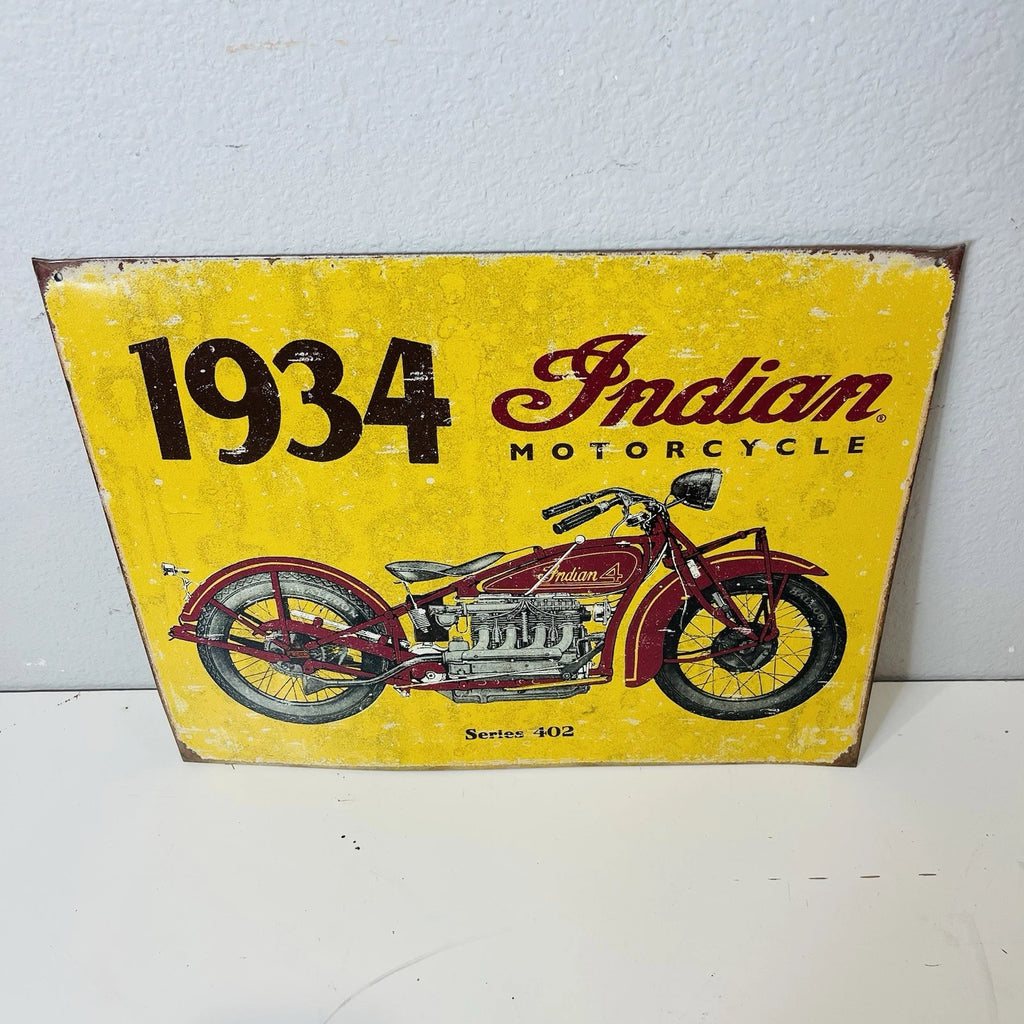 1934
Indian®
MOTORCYCLE
Indian 4
Series 402